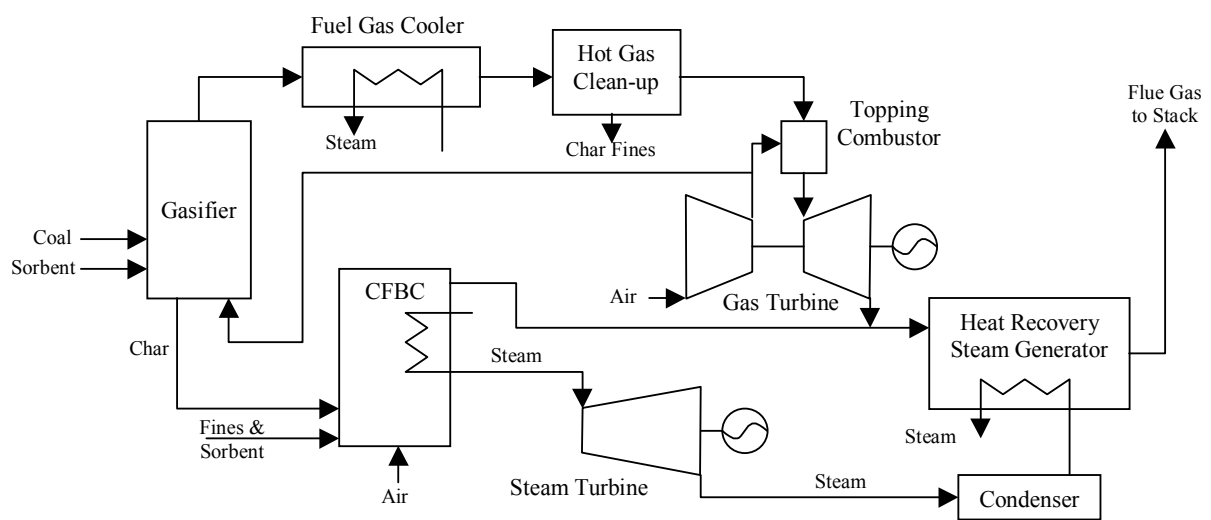 Fuel Gas Cooler
Hot Gas
Clean-up
Flue Gas
to Stack
Steam
Char Fines
Topping
Combustor
Gasifier
Coal
Sorbent
CFBC
Air
Gas Turbine
Heat Recovery
Steam Generator
Char
Steam
Fines &
Sorbent
Steam
Air
Steam Turbine
Steam
Condenser